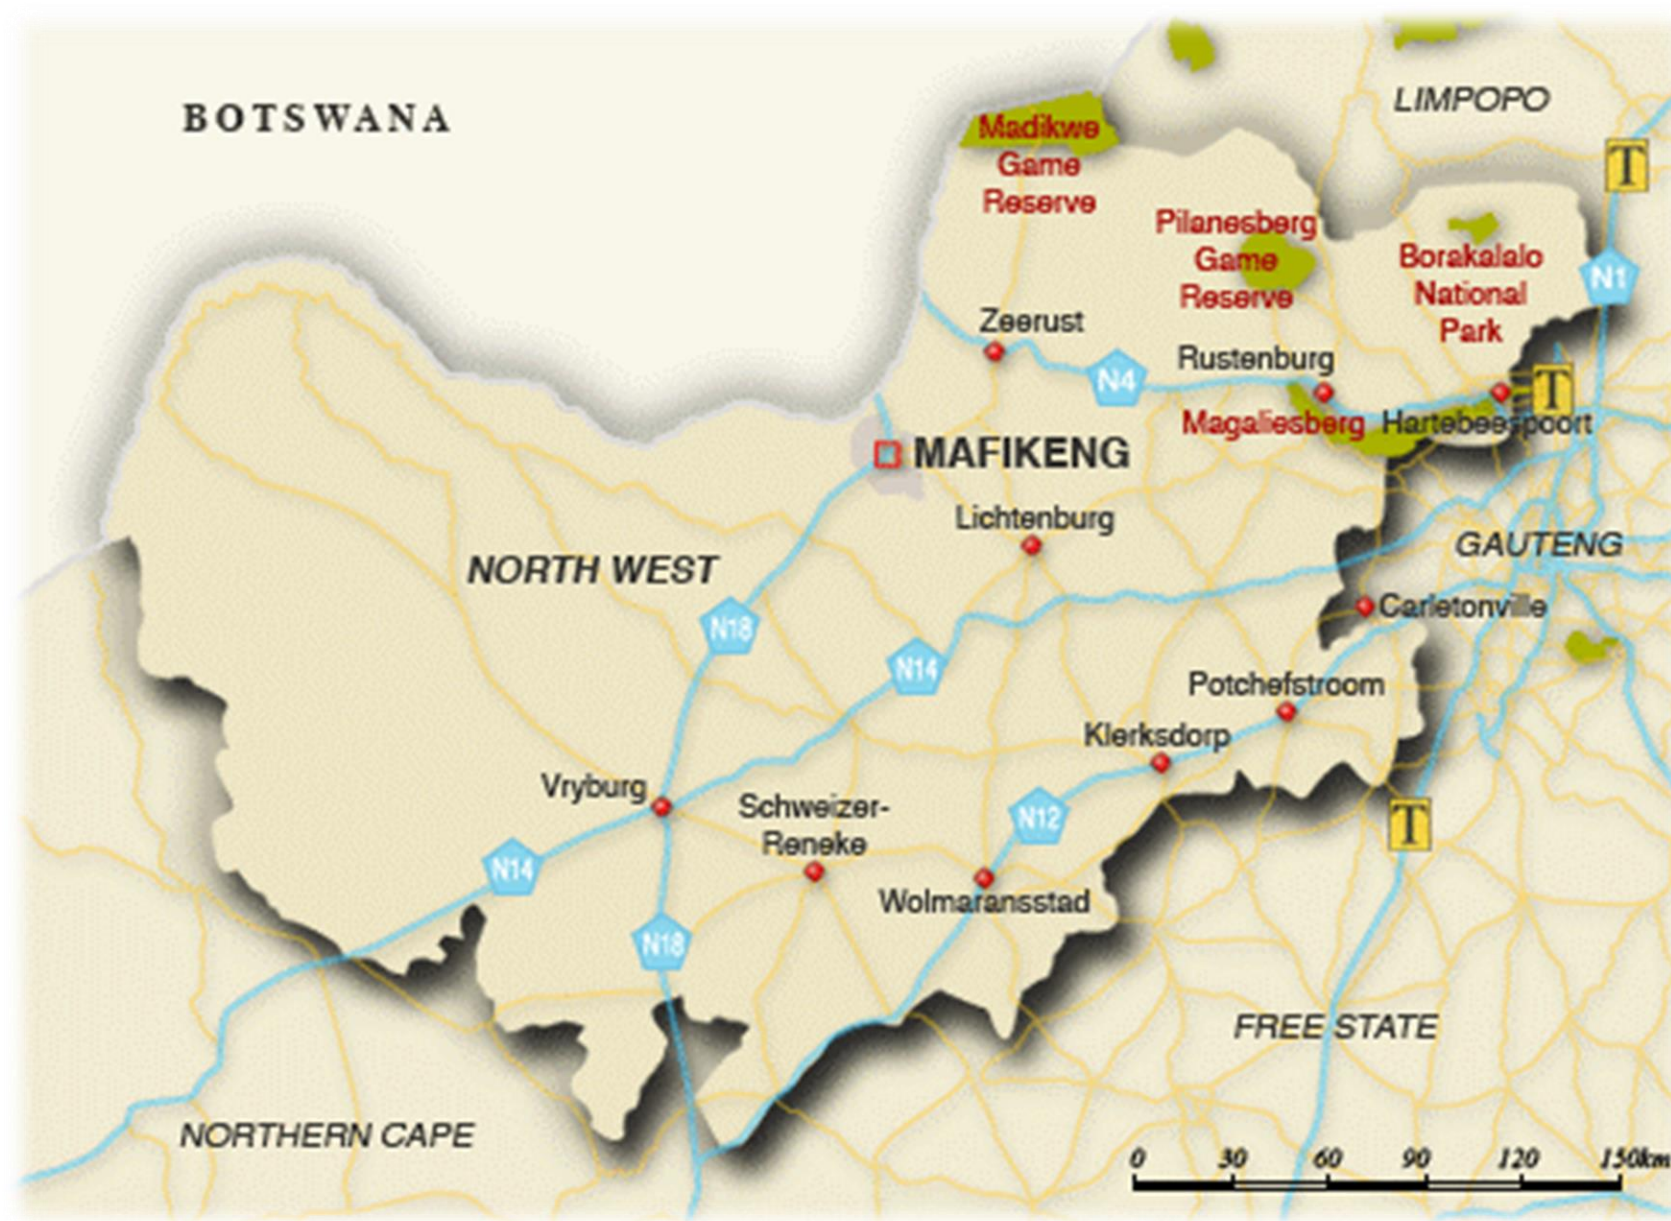 BOTSWANA
LIMPOPO
Madikwe
Game
Reserve
T
Pilanesberg
Game
Reserve
Borakalalo
National
Park
N1
Zeerust
N4
Rustenburg
T
Magaliesberg
Hartebeespoort
MAFIKENG
Lichtenburg
GAUTENG
NORTH WEST
Carletonville
N18
N14
Potchefstroom
Klerksdorp
Vryburg
Schweizer-
Reneke
N12
T
N14
Wolmaransstad
N18
FREE STATE
NORTHERN CAPE
0 30 60 90 120 150km